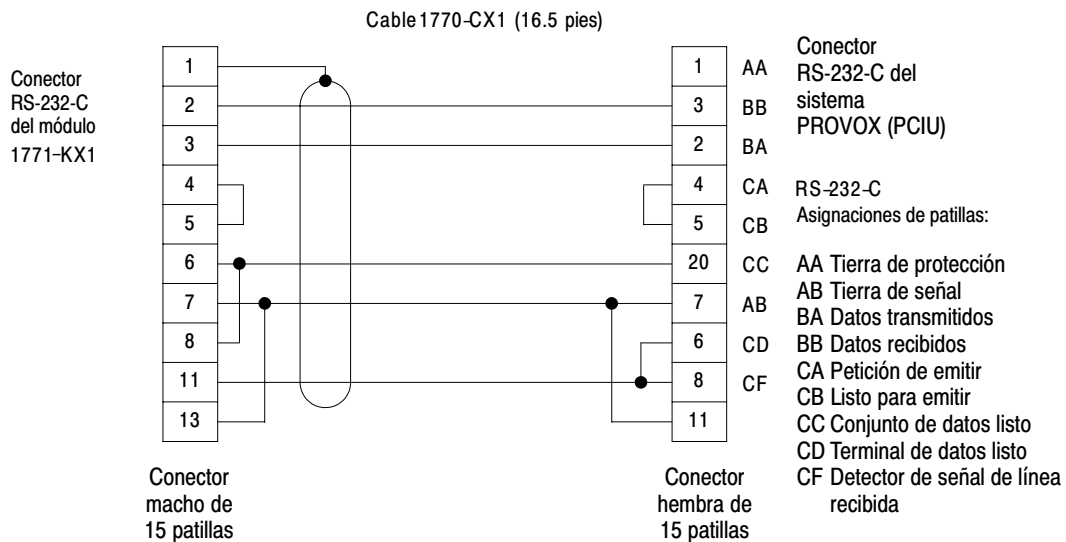 Cable 1770-CX1 (16.5 pies)
Conector
RS-232-C
del módulo
1771-KX1
1
2
3
4
5
6
7
8
11
13
Conector
macho de
15 patillas
1 AA
3 BB
2 BA
4 CA
5 CB
20 CC
7 AB
6 CD
8 CF
11
Conector
hembra de
15 patillas
Conector
RS-232-C del
sistema
PROVOX (PCIU)
RS-232-C
Asignaciones de patillas:
AA Tierra de protección
AB Tierra de señal
BA Datos transmitidos
BB Datos recibidos
CA Petición de emitir
CB Listo para emitir
CC Conjunto de datos listo
CD Terminal de datos listo
CF Detector de señal de línea
recibida